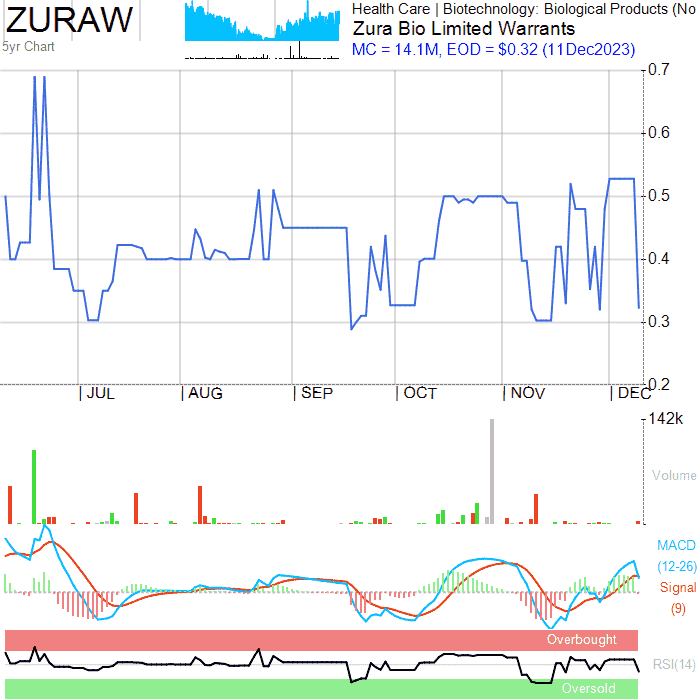 ZURAW
5yr Chart
Health Care | Biotechnology: Biological Products (No
Zura Bio Limited Warrants
MC = 14.1M, EOD = $0.32 (11Dec2023)
0.7
0.6
0.5
0.4
0.3
0.2
| JUL | AUG | SEP | OCT | NOV | DEC
142k
Volume
MACD
(12-26)
Signal
(9)
Overbought
RSI(14)
Oversold